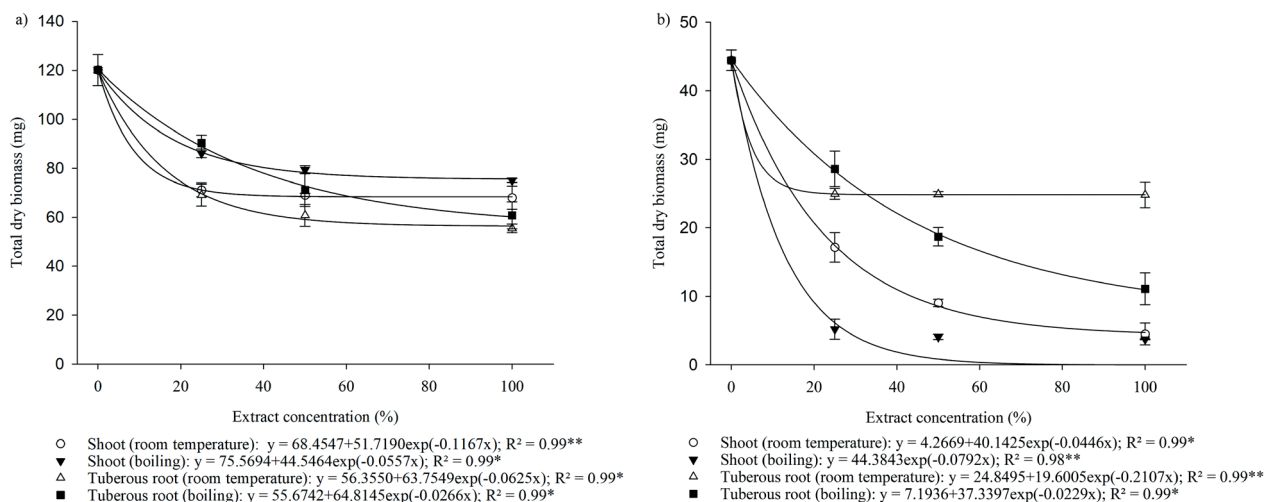 a)
Total dry biomass (mg)
140
120
100
80
60
40
20
0
0 20 40 60 80 100
Extract concentration (%)
Shoot (room temperature): y = 68.4547+51.7190exp(-0.1167x); R² = 0.99**
Shoot (boiling): y = 75.5694+44.5464exp(-0.0557x); R² = 0.99*
Tuberous root (room temperature) = 56.3550+63.7549exp(-0.0625x); R² = 0.99*
Tuberous root (boiling): y = 55.6742+64.8145exp(-0.0266x); R² = 0.99*
b)
Total dry biomass (mg)
50
40
30
20
10
0
0 20 40 60 80 100
Extract concentration (%)
Shoot (room temperature): y = 4.2669+40.1425exp(-0.0446x); R² = 0.99*
Shoot (boiling): y = 44.3843exp(-0.0792x); R² = 0.98**
Tuberous root (room temperature) = 24.8495+19.6005exp(-0.2107x); R² = 0.99**
Tuberous root (boiling): y = 7.1936+37.3397exp(-0.0229x); R² = 0.99*